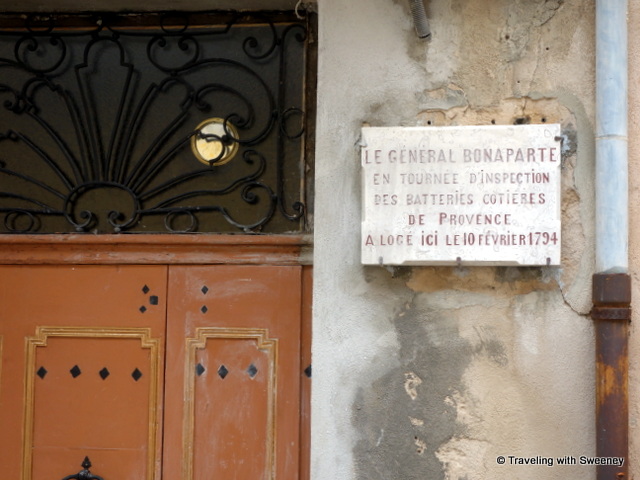 LE GÉNÉRAL BONAPARTE
EN TOURNÉE D'INSPECTION
DES BATTERIES COTIÈRES
DE PROVENCE
A LOGÉ ICI LE 10 FÉVRIER 1794
© Traveling with Sweeney